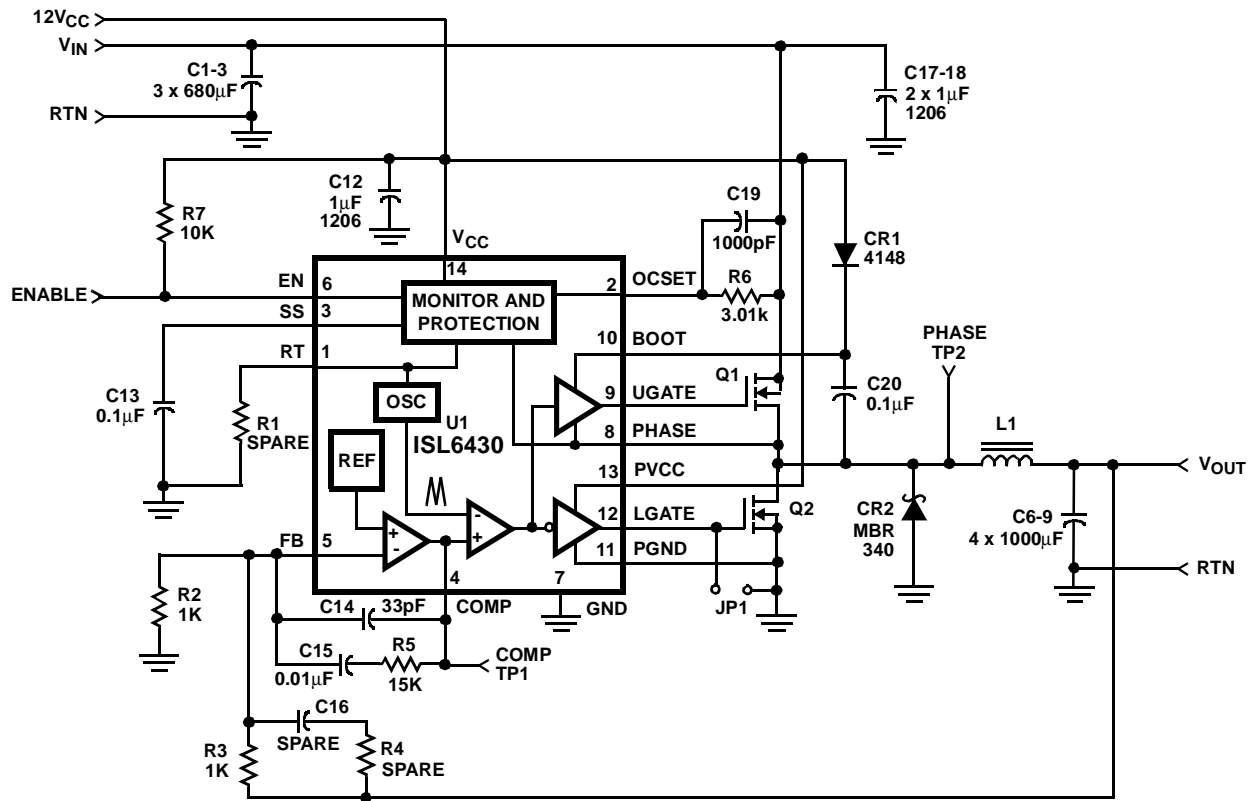 12VCC
VIN
C1-3
3 x 680µF
RTN
C17-18
2 x 1µF
1206
C12
1µF
1206
R7
10K
C19
1000pF
VCC
14
CR1
4148
EN
6
MONITOR AND
PROTECTION
2
OCSET
R6
3.01k
ENABLE
SS
3
10
BOOT
PHASE
TP2
RT
1
Q1
C20
0.1µF
C13
0.1µF
R1
SPARE
OSC
U1
ISL6430
9
UGATE
8
PHASE
L1
VOUT
REF
13
PVCC
+
-
-
+
12
LGATE
Q2
CR2
MBR
340
C6-9
4 x 1000µF
FB
5
11
PGND
RTN
R2
1K
4
COMP
7
GND
JP1
C14
33pF
C15
0.01µF
R5
15K
COMP
TP1
C16
SPARE
R3
1K
R4
SPARE